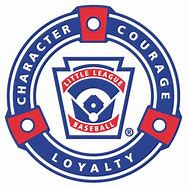 CHARACTER
COURAGE
LOYALTY
LITTLE LEAGUE
BASEBALL
®